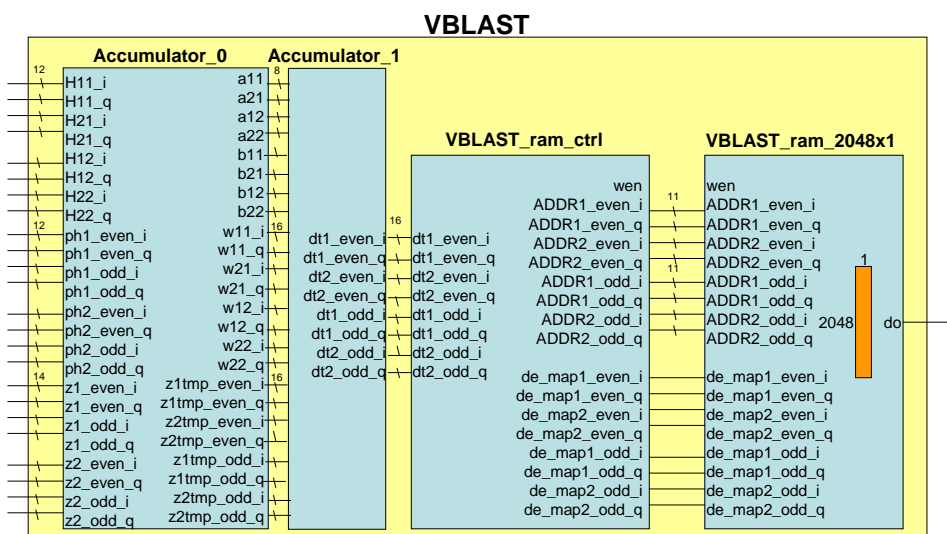 VBLAST
Accumulator_0
12
H11_i
H11_q
H21_i
H21_q
H12_i
H12_q
H22_i
H22_q
12
ph1_even_i
ph1_even_q
ph1_odd_i
ph1_odd_q
ph2_even_i
ph2_even_q
ph2_odd_i
ph2_odd_q
14
z1_even_i
z1_even_q
z1_odd_i
z1_odd_q
z2_even_i
z2_even_q
z2_odd_i
z2_odd_q
a11
a21
a12
a22
b11
b21
b12
b22
w11_i
w11_q
w21_i
w21_q
w12_i
w12_q
w22_i
w22_q
z1tmp_even_i
z1tmp_even_q
z2tmp_even_i
z2tmp_even_q
z1tmp_odd_i
z1tmp_odd_q
z2tmp_odd_i
z2tmp_odd_q
Accumulator_1
8
16
16
dt1_even_i
dt1_even_q
dt2_even_i
dt2_even_q
dt1_odd_i
dt1_odd_q
dt2_odd_i
dt2_odd_q
16
VBLAST_ram_ctrl
dt1_even_i
dt1_even_q
dt2_even_i
dt2_even_q
dt1_odd_i
dt1_odd_q
dt2_odd_i
dt2_odd_q
wen
ADDR1_even_i
ADDR1_even_q
ADDR2_even_i
ADDR2_even_q
ADDR1_odd_i
ADDR1_odd_q
ADDR2_odd_i
ADDR2_odd_q
de_map1_even_i
de_map1_even_q
de_map2_even_i
de_map2_even_q
de_map1_odd_i
de_map1_odd_q
de_map2_odd_i
de_map2_odd_q
11
11
VBLAST_ram_2048x1
wen
ADDR1_even_i
ADDR1_even_q
ADDR2_even_i
ADDR2_even_q
ADDR1_odd_i
ADDR1_odd_q
ADDR2_odd_i
ADDR2_odd_q
de_map1_even_i
de_map1_even_q
de_map2_even_i
de_map2_even_q
de_map1_odd_i
de_map1_odd_q
de_map2_odd_i
de_map2_odd_q
1
2048
do